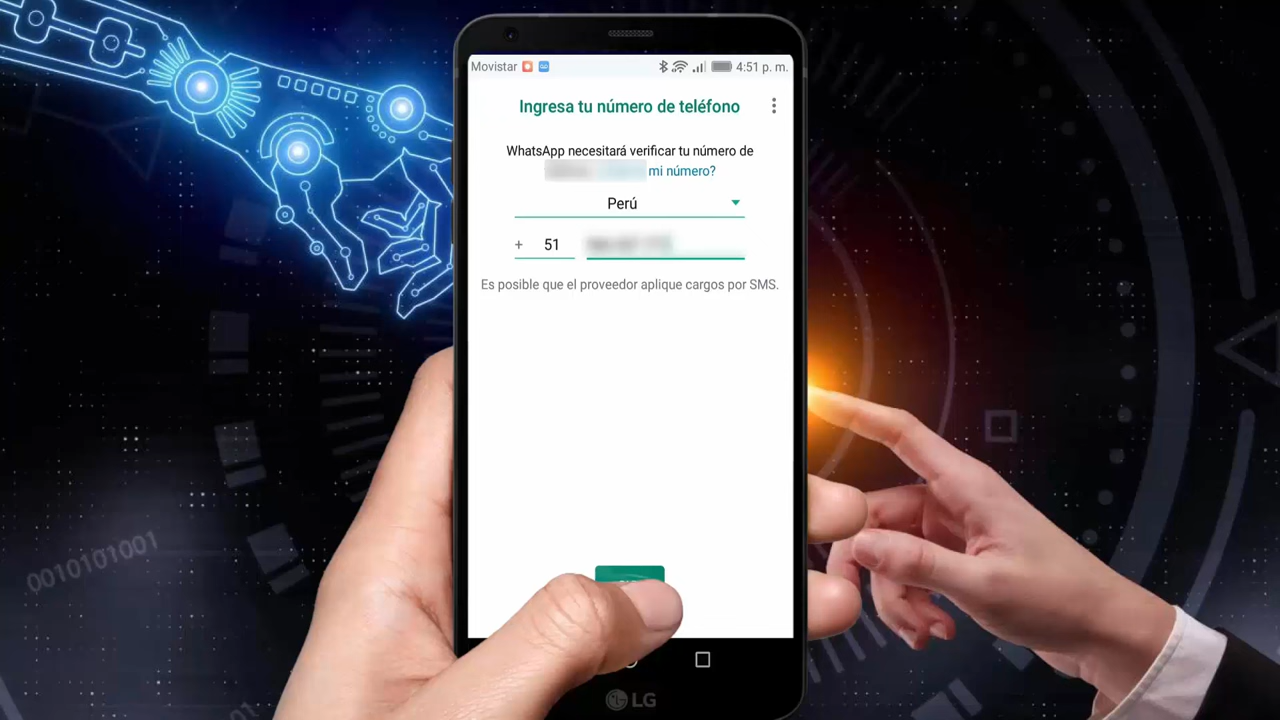 Movistar 4:51 p. m.
Ingresa tu número de teléfono
WhatsApp necesitará verificar tu número de
mi número?
Perú
+ 51
Es posible que el proveedor aplique cargos por SMS.
LG
0010101001